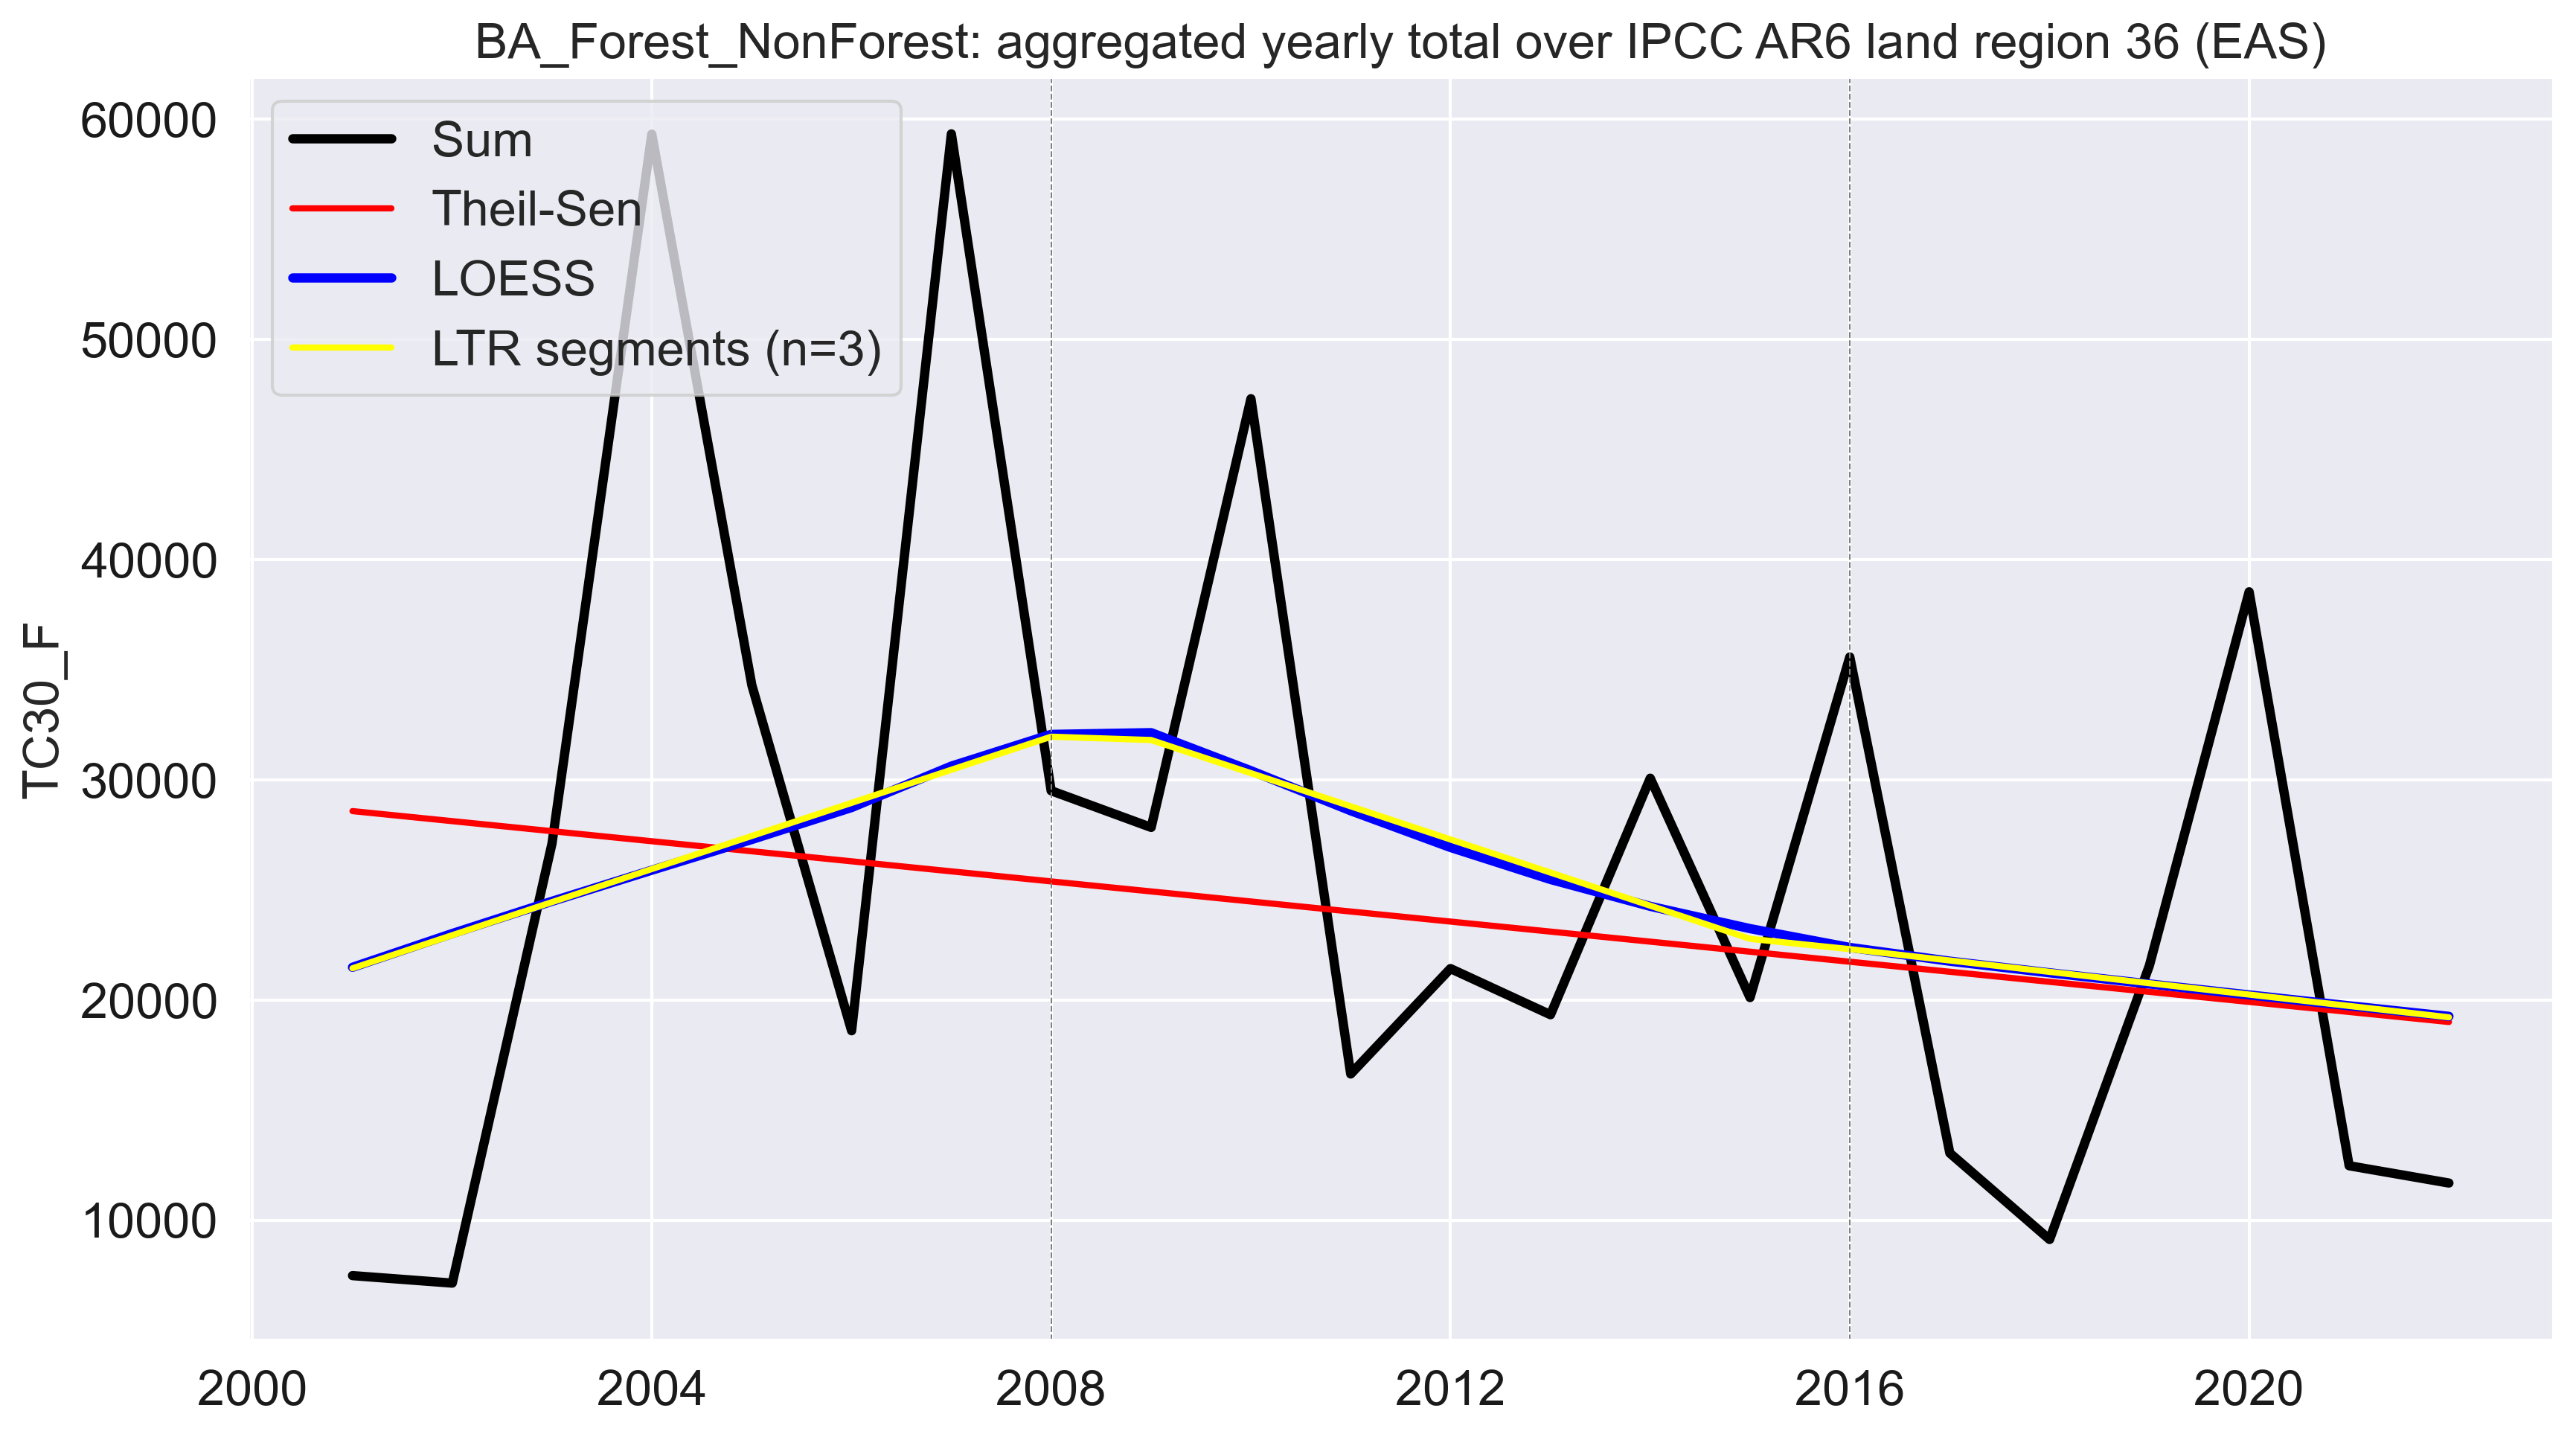 BA_Forest_NonForest: aggregated yearly total over IPCC AR6 land region 36 (EAS)
Sum
Theil-Sen
LOESS
LTR segments (n=3)
TC30_F
60000
50000
40000
30000
20000
10000
2000
2004
2008
2012
2016
2020